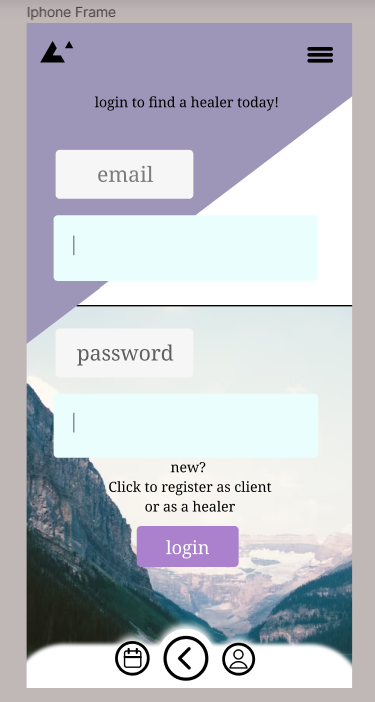 Iphone Frame
login to find a healer today!
email
password
new?
Click to register as client
or as a healer
login